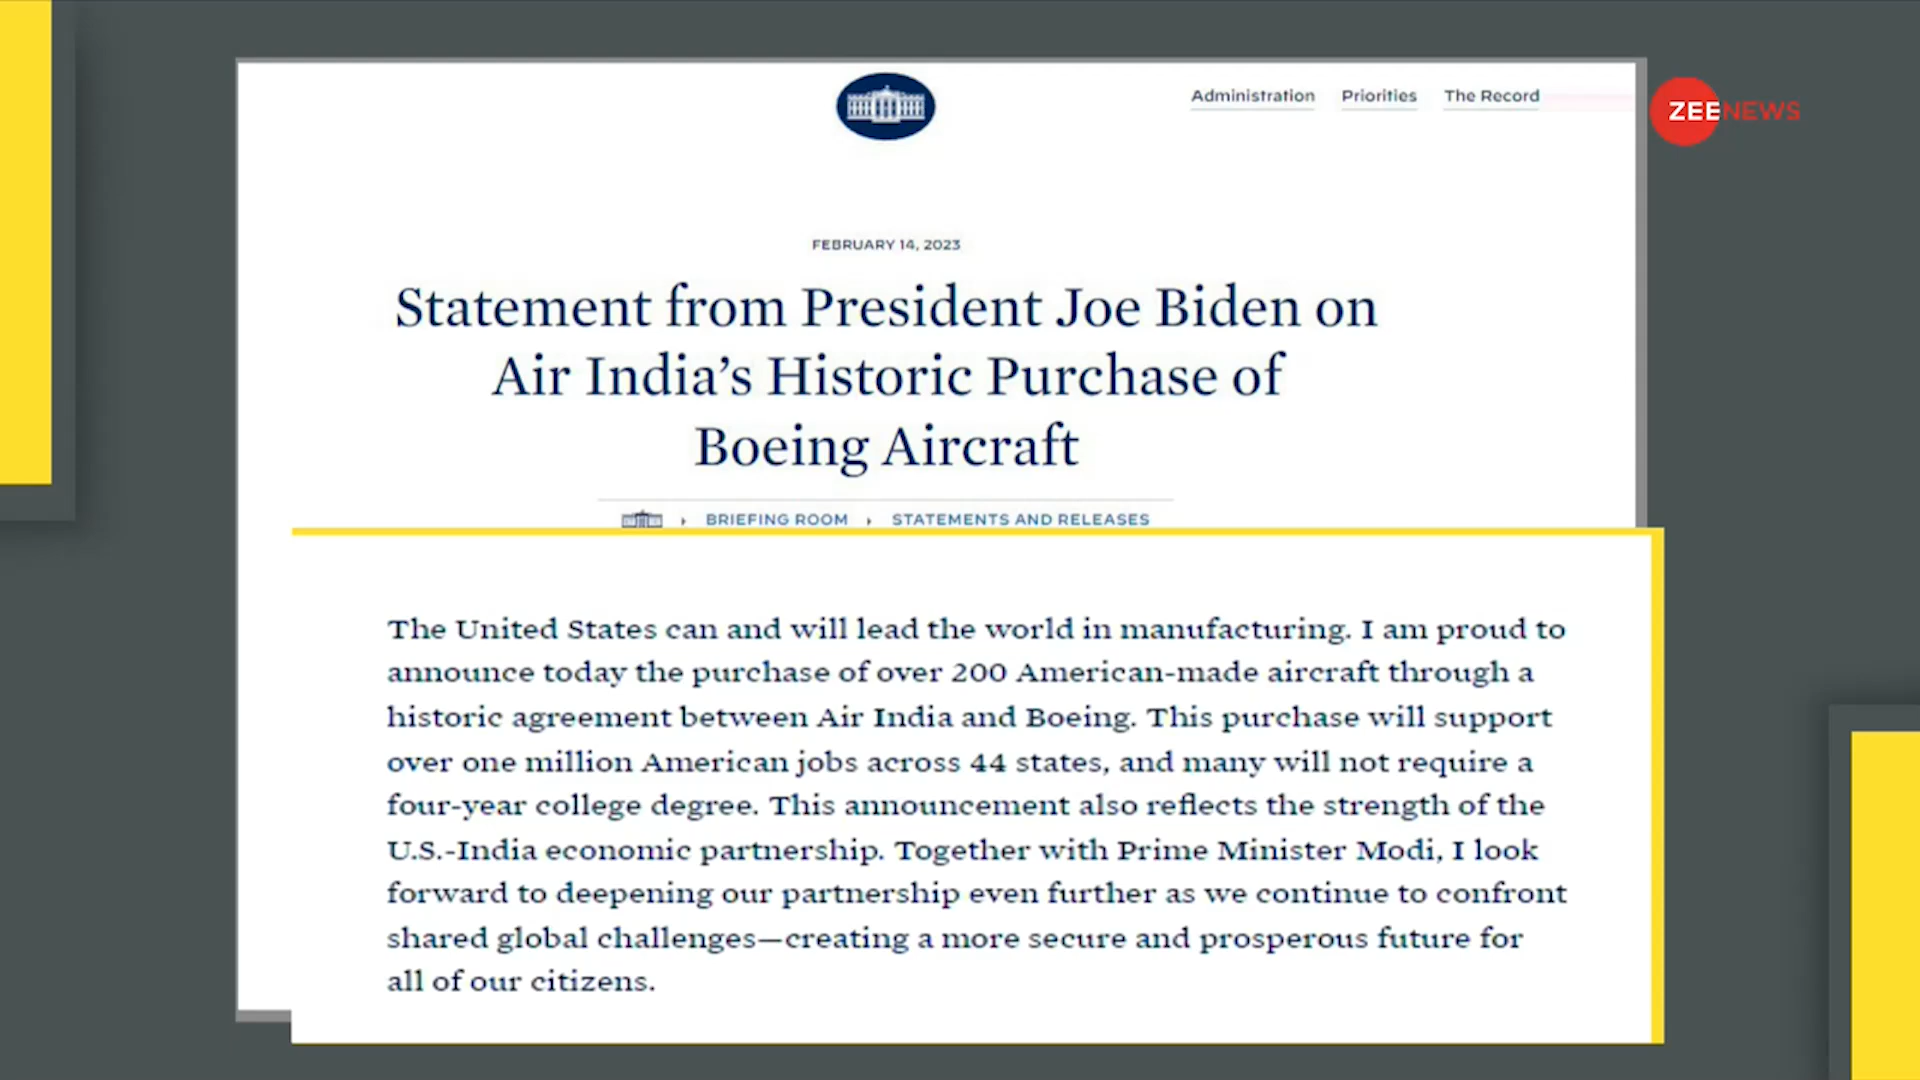 Administration Priorities The Record
ZEENEWS
FEBRUARY 14, 2023
Statement from President Joe Biden on
Air India’s Historic Purchase of
Boeing Aircraft
BRIEFING ROOM STATEMENTS AND RELEASES
The United States can and will lead the world in manufacturing. I am proud to
announce today the purchase of over 200 American-made aircraft through a
historic agreement between Air India and Boeing. This purchase will support
over one million American jobs across 44 states, and many will not require a
four-year college degree. This announcement also reflects the strength of the
U.S.-India economic partnership. Together with Prime Minister Modi, I look
forward to deepening our partnership even further as we continue to confront
shared global challenges—creating a more secure and prosperous future for
all of our citizens.